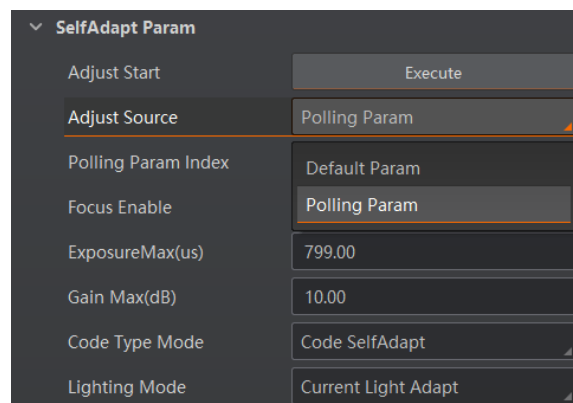 SelfAdapt Param
Adjust Start Execute
Adjust Source Polling Param
Polling Param Index Default Param
Focus Enable Polling Param
ExposureMax(us) 799.00
Gain Max(dB) 10.00
Code Type Mode Code SelfAdapt
Lighting Mode Current Light Adapt